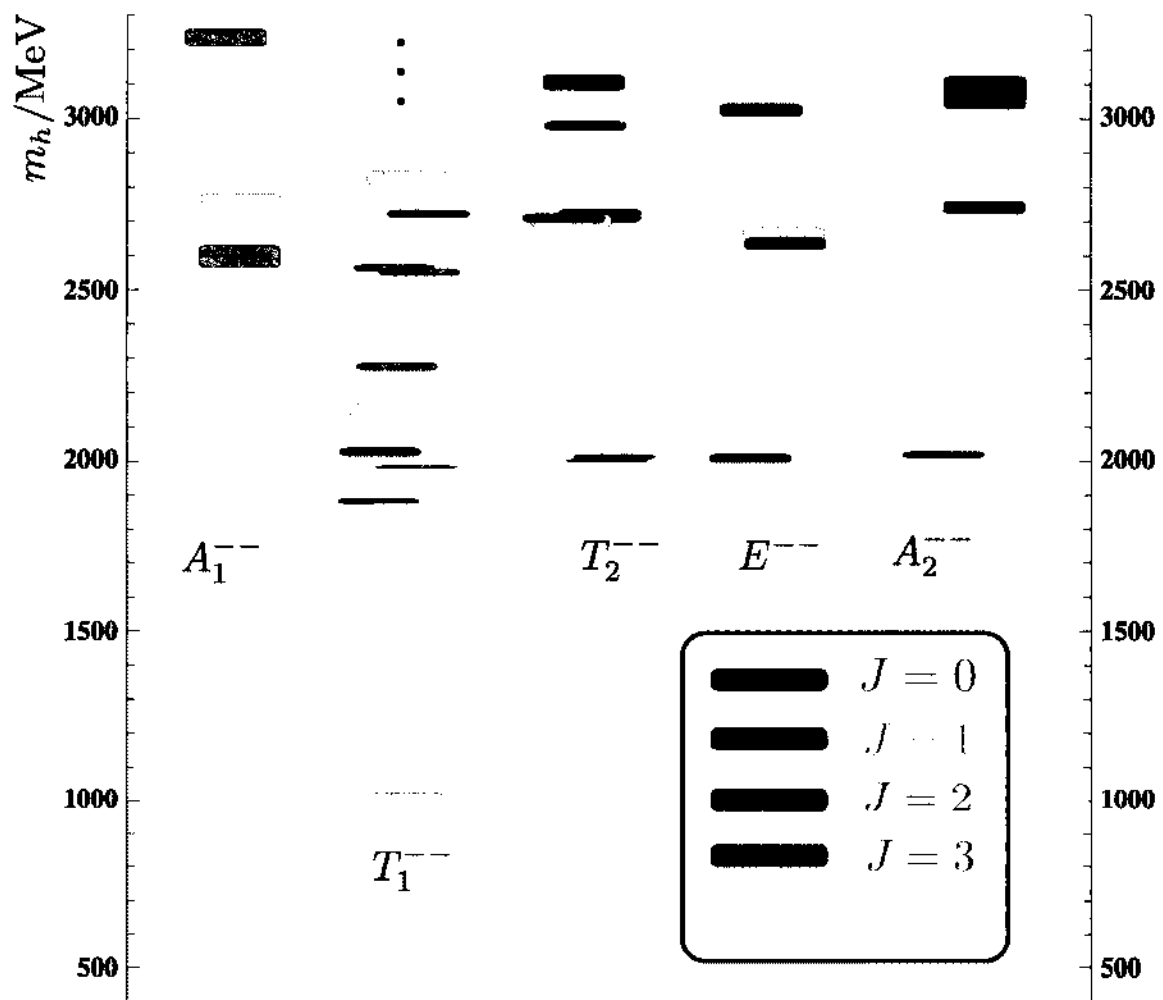 m_h/MeV
3000 3000
2500 2500
2000 2000
A_1^{--} T_2^{--} E^{--} A_2^{--}
1500 1500
J = 0
J = 1
J = 2
1000 1000
J = 3
T_1^{--}
500 500